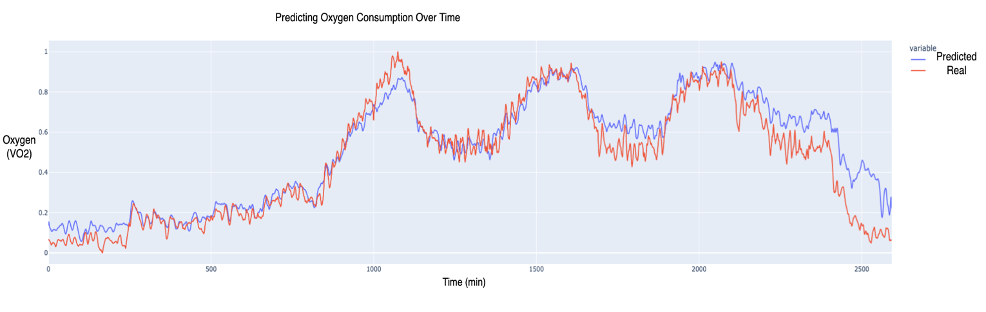 Predicting Oxygen Consumption Over Time
variable
Predicted
Real
Oxygen
(VO2)
1
0.8
0.6
0.4
0.2
0
0 500 1000 1500 2000 2500
Time (min)